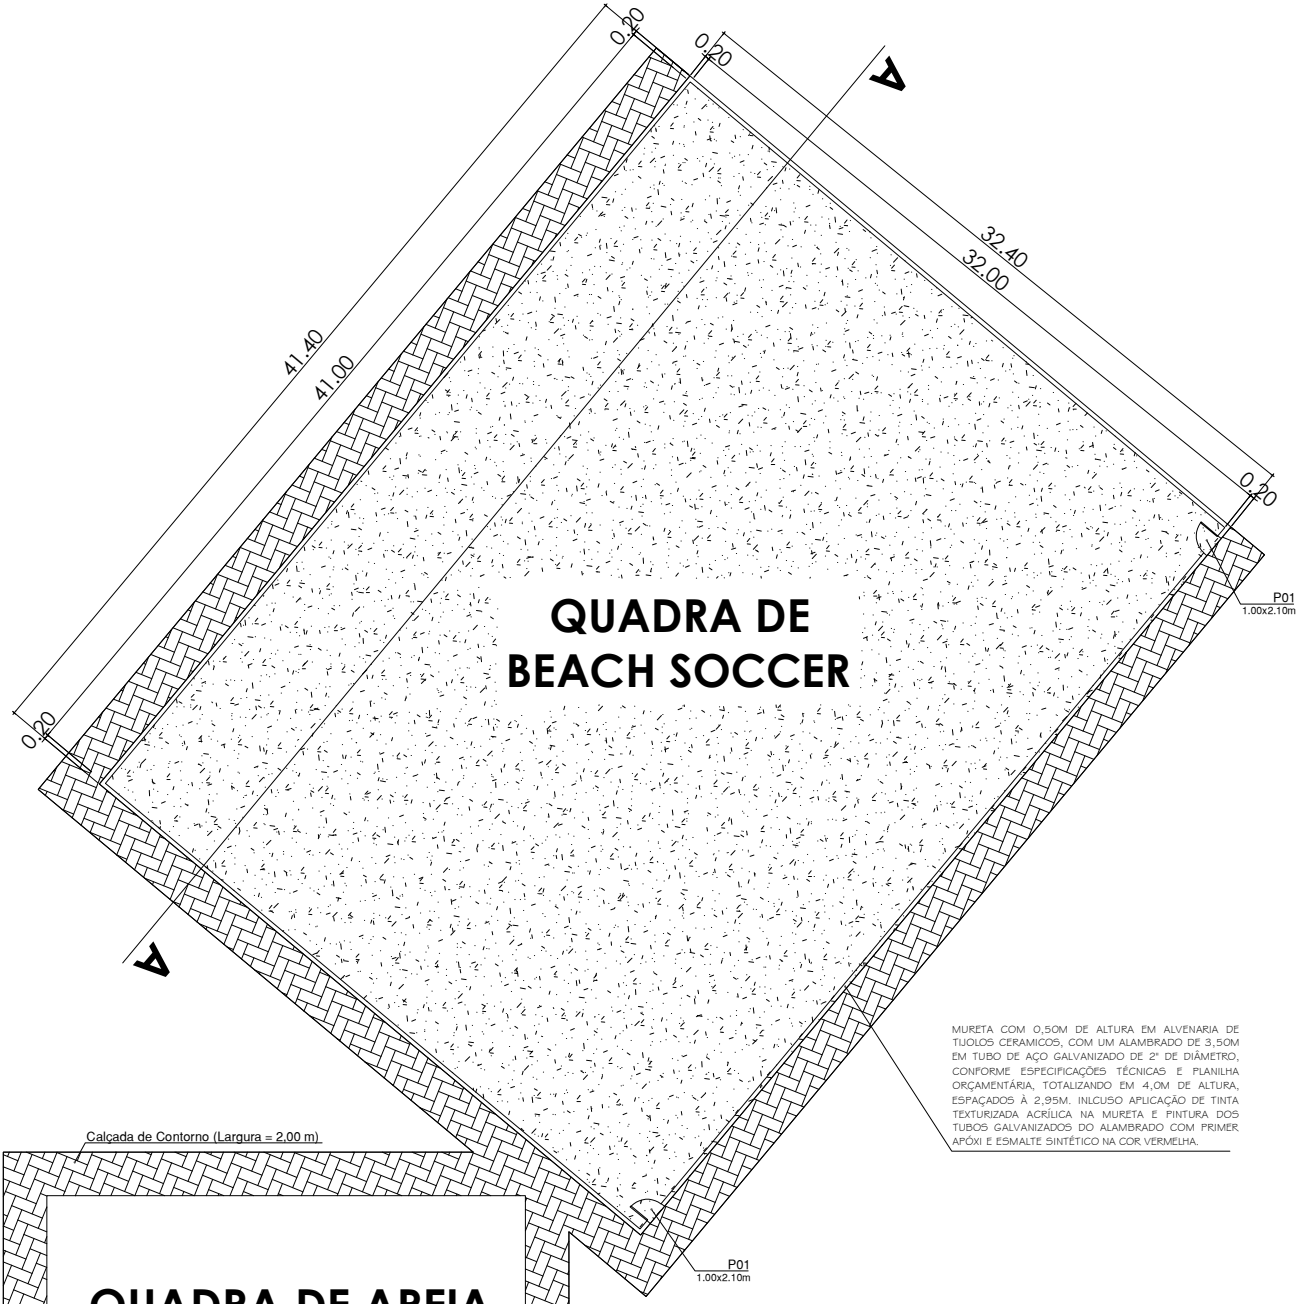 0.20
0.20
A
32.40
32.00
41.40
41.00
0.20
P01
1.00x2.10m
QUADRA DE
BEACH SOCCER
0.20
A
MURETA COM 0,50M DE ALTURA EM ALVENARIA DE
TIJOLOS CERAMICOS, COM UM ALAMBRADO DE 3,50M
EM TUBO DE AÇO GALVANIZADO DE 2" DE DIÂMETRO,
CONFORME ESPECIFICAÇÕES TÉCNICAS E PLANILHA
ORÇAMENTÁRIA, TOTALIZANDO EM 4,0M DE ALTURA,
ESPAÇADOS À 2,95M. INLCUSO APLICAÇÃO DE TINTA
TEXTURIZADA ACRÍLICA NA MURETA E PINTURA DOS
TUBOS GALVANIZADOS DO ALAMBRADO COM PRIMER
APÓXI E ESMALTE SINTÉTICO NA COR VERMELHA.
Calçada de Contorno (Largura = 2,00 m)
P01
1.00x2.10m
QUADRA DE AREIA